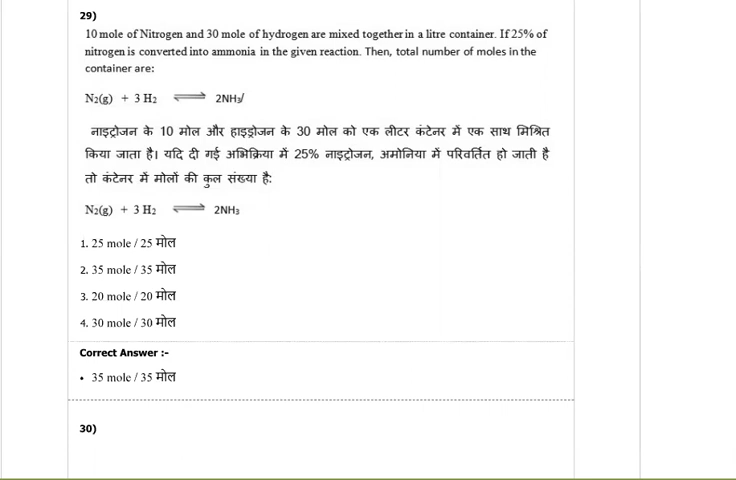 29)
10 mole of Nitrogen and 30 mole of hydrogen are mixed together in a litre container. If 25% of
nitrogen is converted into ammonia in the given reaction. Then, total number of moles in the
container are:
N₂(g) + 3 H₂ ⇌ 2NH₃/
नाइट्रोजन के 10 मोल और हाइड्रोजन के 30 मोल को एक लीटर कंटेनर में एक साथ मिश्रित
किया जाता है। यदि दी गई अभिक्रिया में 25% नाइट्रोजन, अमोनिया में परिवर्तित हो जाती है
तो कंटेनर में मोलों की कुल संख्या है:
N₂(g) + 3 H₂ ⇌ 2NH₃
1. 25 mole / 25 मोल
2. 35 mole / 35 मोल
3. 20 mole / 20 मोल
4. 30 mole / 30 मोल
Correct Answer :-
• 35 mole / 35 मोल
30)